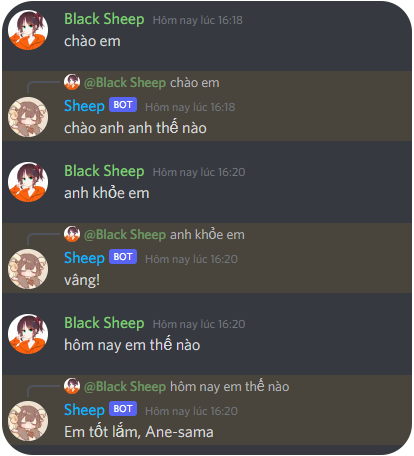 Black Sheep Hôm nay lúc 16:18
chào em
@Black Sheep chào em
Sheep BOT Hôm nay lúc 16:18
chào anh anh thế nào
Black Sheep Hôm nay lúc 16:20
anh khỏe em
@Black Sheep anh khỏe em
Sheep BOT Hôm nay lúc 16:20
vâng!
Black Sheep Hôm nay lúc 16:20
hôm nay em thế nào
@Black Sheep hôm nay em thế nào
Sheep BOT Hôm nay lúc 16:20
Em tốt lắm, Ane-sama